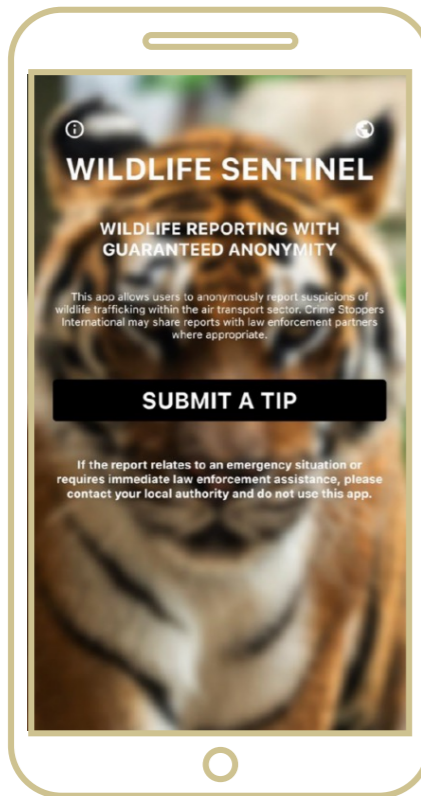 WILDLIFE SENTINEL
WILDLIFE REPORTING WITH
GUARANTEED ANONYMITY
This app allows users to anonymously report suspicions of
wildlife trafficking within the air transport sector. Crime Stoppers
International may share reports with law enforcement partners
where appropriate.
SUBMIT A TIP
If the report relates to an emergency situation or
requires immediate law enforcement assistance, please
contact your local authority and do not use this app.